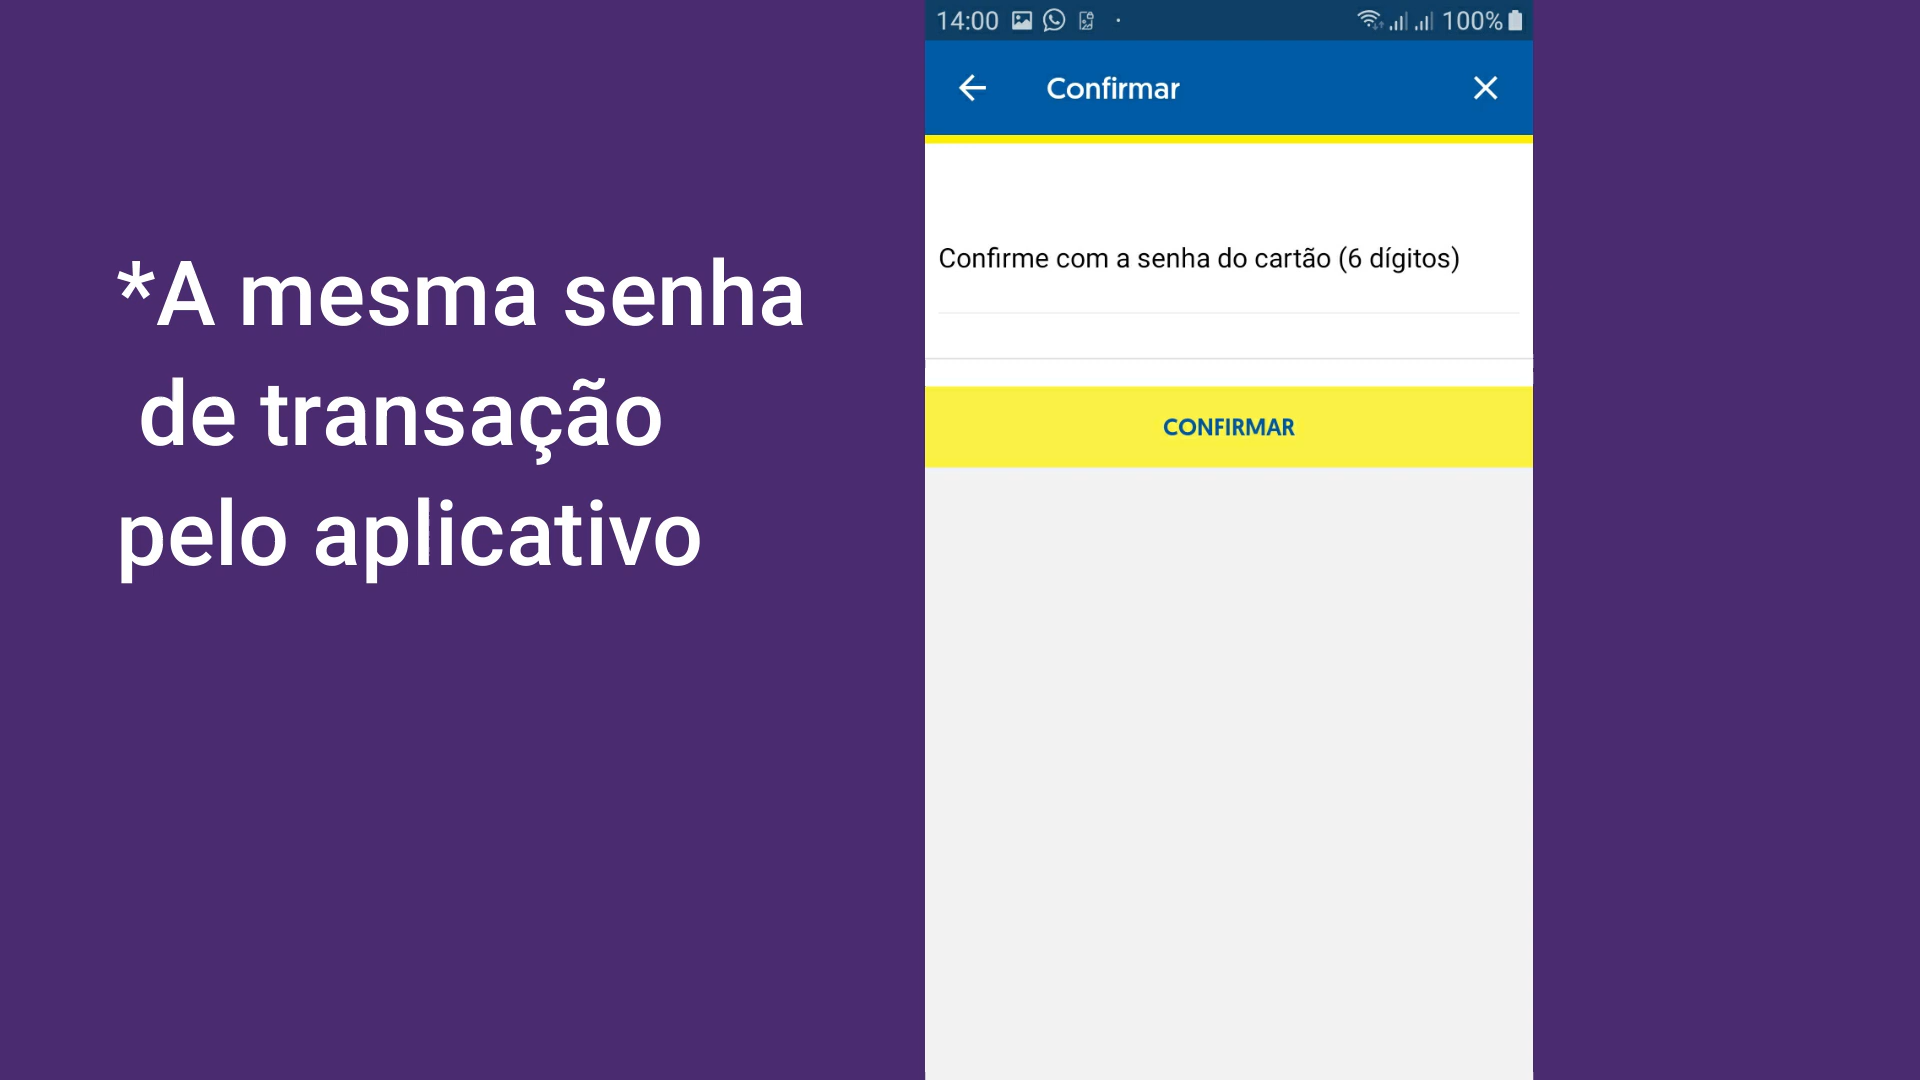 *A mesma senha
de transação
pelo aplicativo
14:00
100%
Confirmar
Confirme com a senha do cartão (6 dígitos)
CONFIRMAR